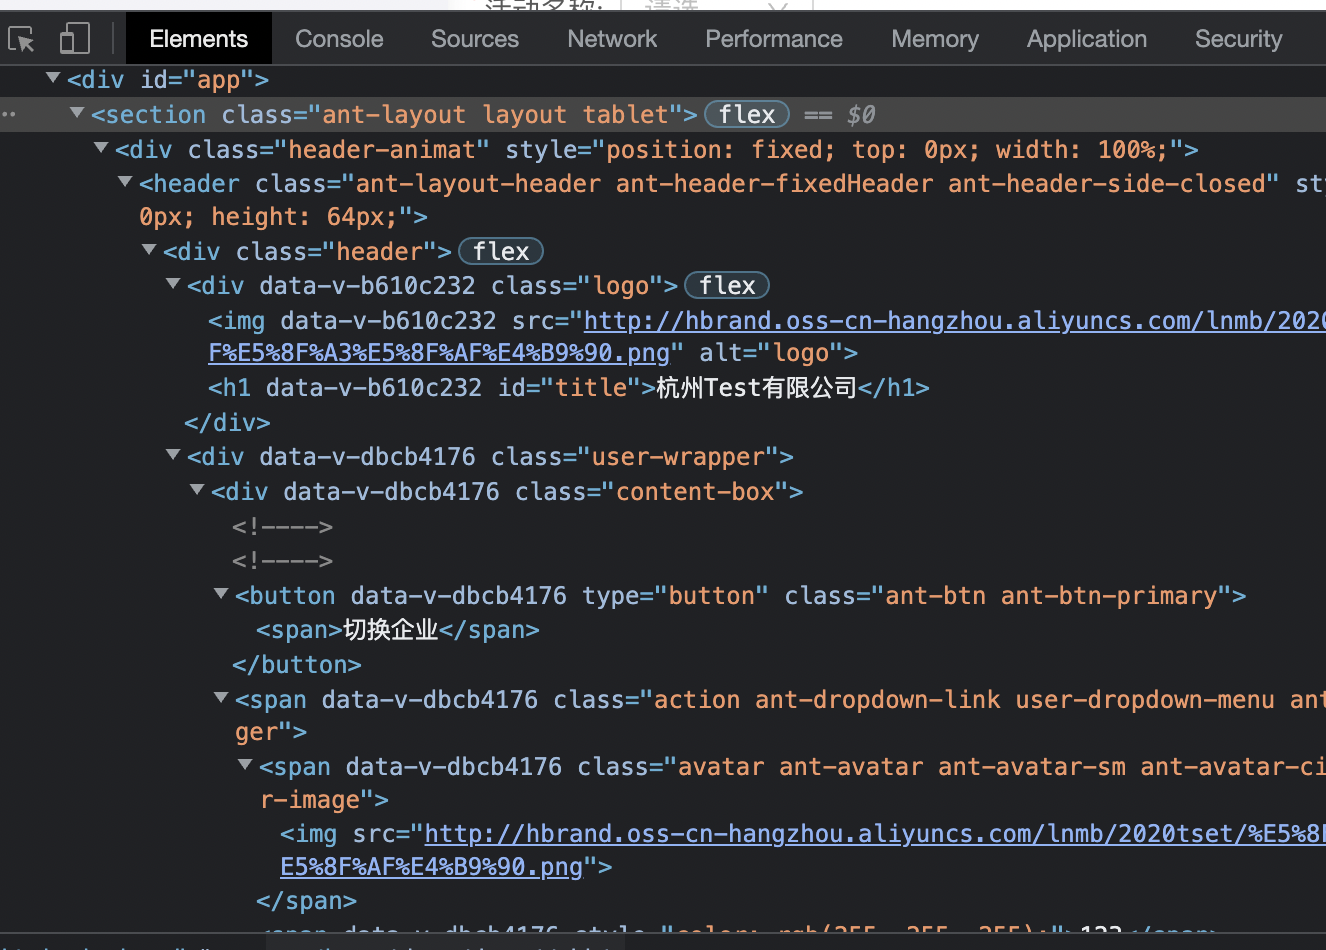 Elements Console Sources Network Performance Memory Application Security
<div id="app">
<section class="ant-layout layout tablet"> flex == $0
<div class="header-animat" style="position: fixed; top: 0px; width: 100%;">
<header class="ant-layout-header ant-header-fixedHeader ant-header-side-closed"
0px; height: 64px;">
<div class="header"> flex
<div data-v-b610c232 class="logo"> flex
<img data-v-b610c232 src="http://hbrand.oss-cn-hangzhou.aliyuncs.com/lnmb/2020
F%E5%8F%A3%E5%8F%AF%E4%B9%90.png" alt="logo">
<h1 data-v-b610c232 id="title">杭州Test有限公司</h1>
</div>
<div data-v-dbcb4176 class="user-wrapper">
<div data-v-dbcb4176 class="content-box">
<!---->
<!---->
<button data-v-dbcb4176 type="button" class="ant-btn ant-btn-primary">
<span>切换企业</span>
</button>
<span data-v-dbcb4176 class="action ant-dropdown-link user-dropdown-menu ant
ger">
<span data-v-dbcb4176 class="avatar ant-avatar ant-avatar-sm ant-avatar-ci
r-image">
<img src="http://hbrand.oss-cn-hangzhou.aliyuncs.com/lnmb/2020tset/%E5%8
E5%8F%AF%E4%B9%90.png">
</span>